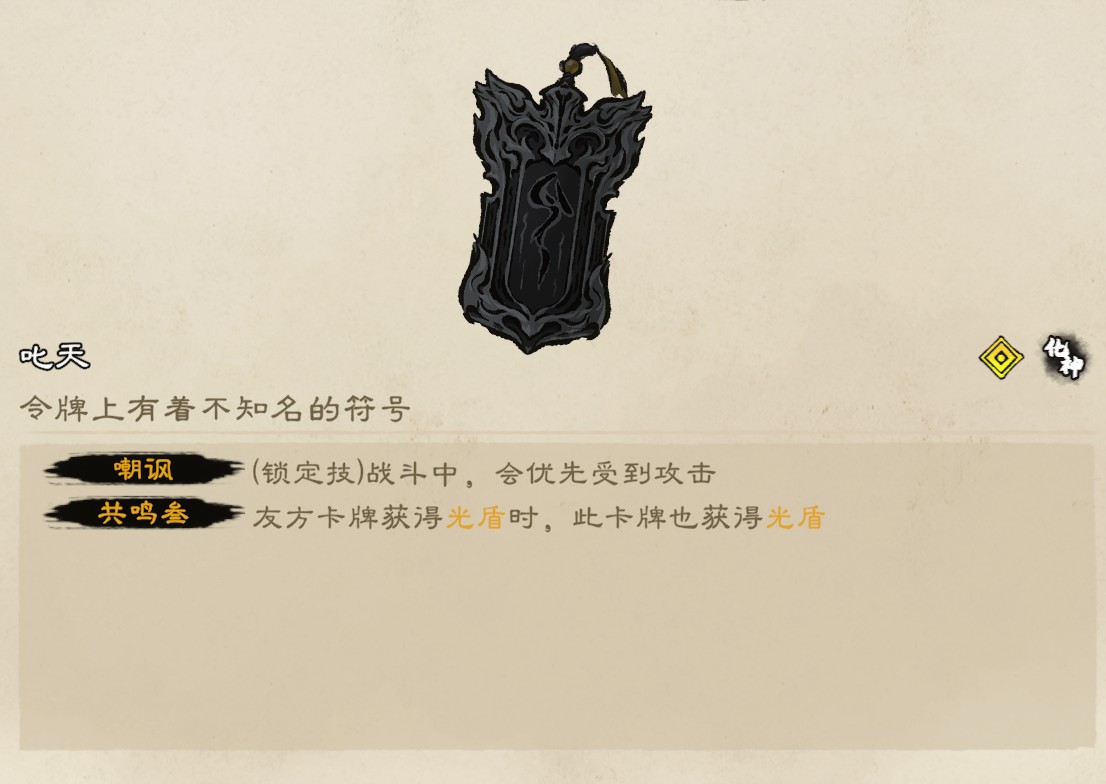 叱天
化神
令牌上有着不知名的符号
嘲讽 (锁定技)战斗中，会优先受到攻击
共鸣叁 友方卡牌获得光盾时，此卡牌也获得光盾